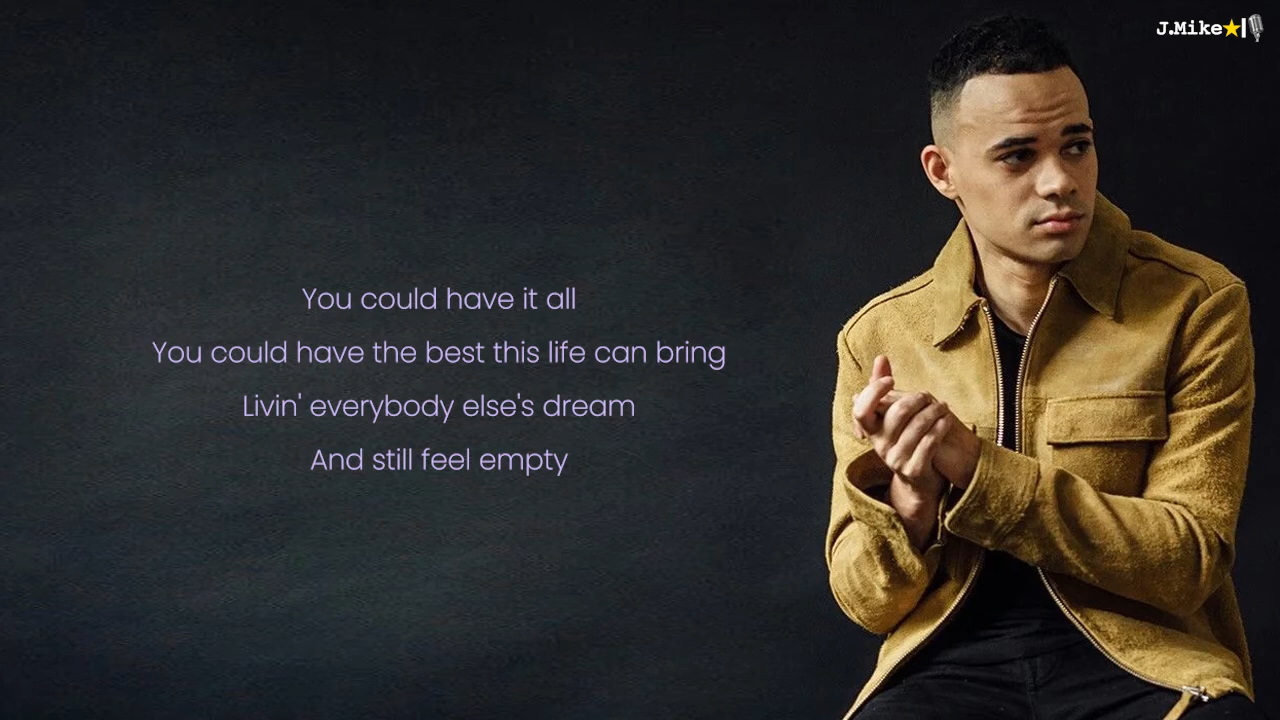 J.Mike
You could have it all
You could have the best this life can bring
Livin' everybody else's dream
And still feel empty